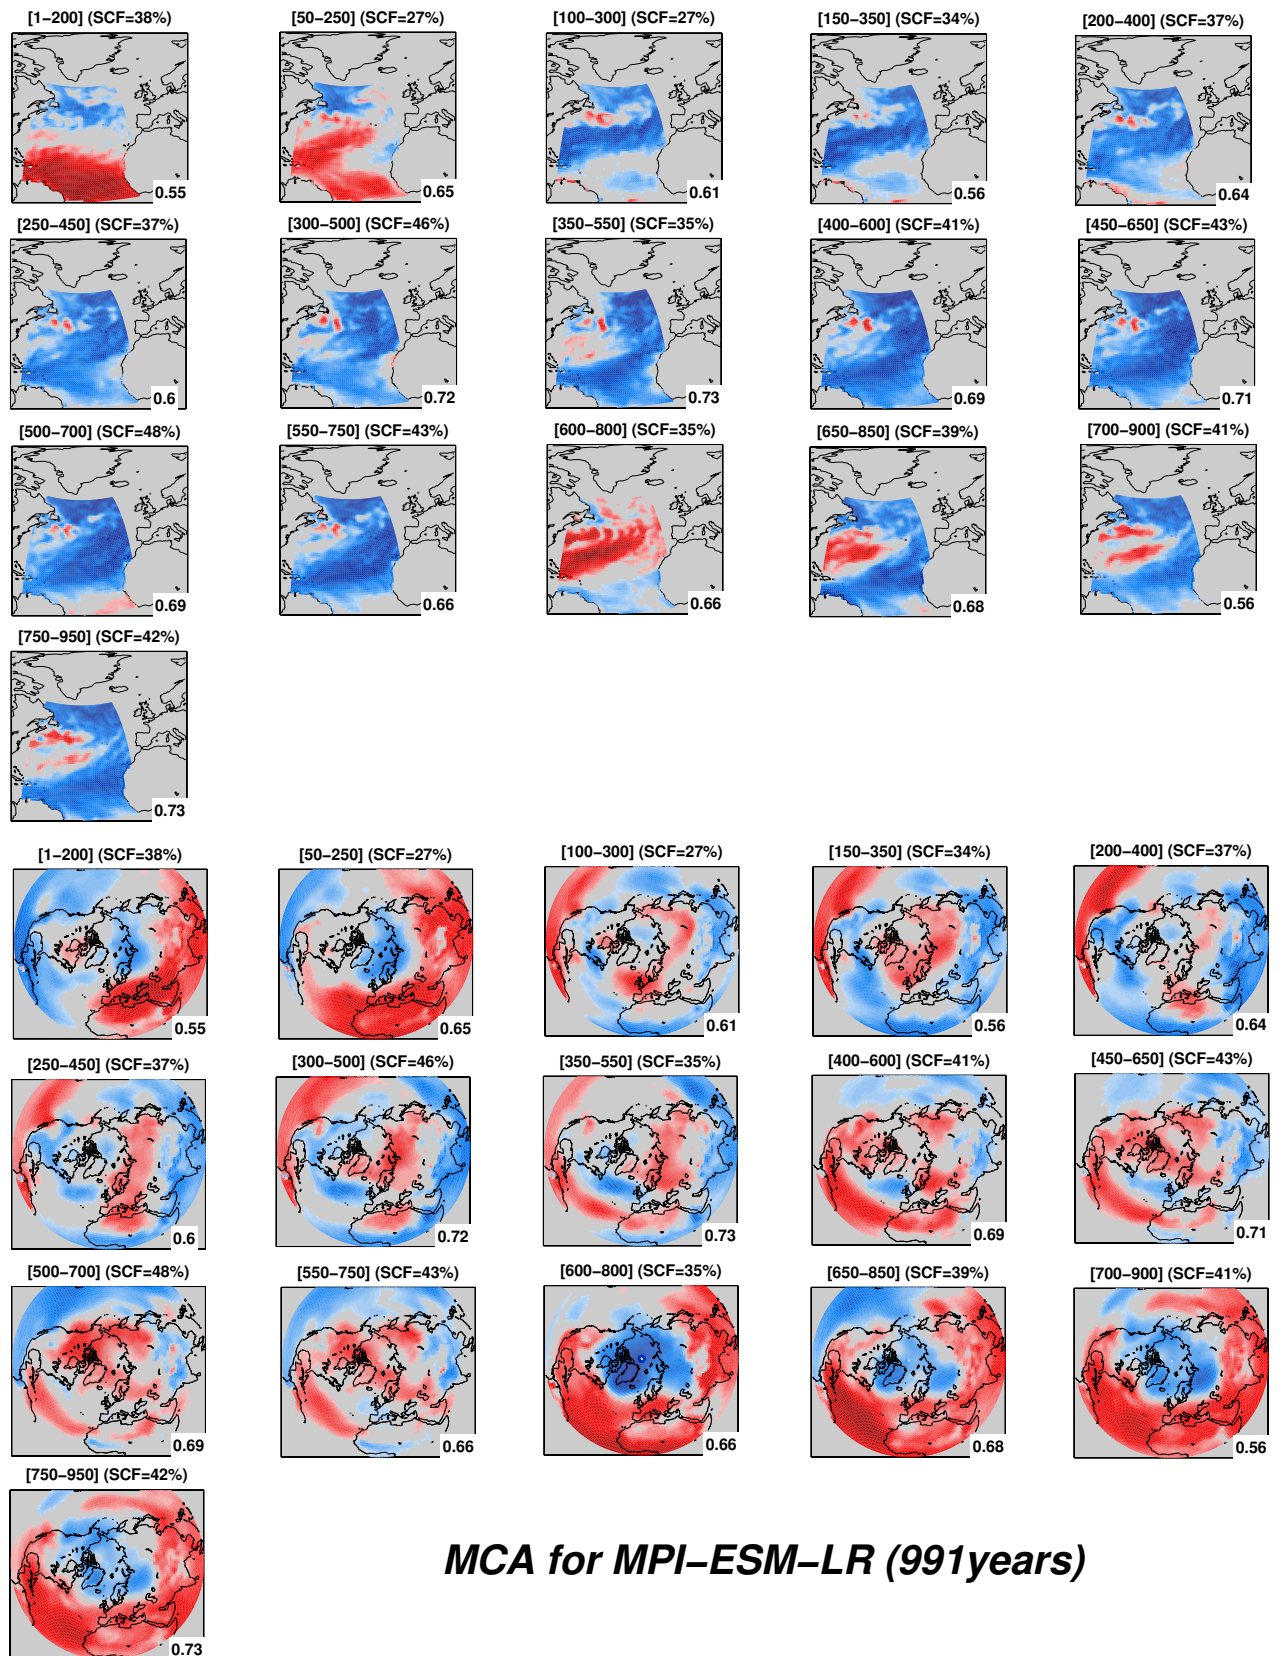 [1−200] (SCF=38%) [50−250] (SCF=27%) [100−300] (SCF=27%) [150−350] (SCF=34%) [200−400] (SCF=37%)
0.55 0.65 0.61 0.56 0.64
[250−450] (SCF=37%) [300−500] (SCF=46%) [350−550] (SCF=35%) [400−600] (SCF=41%) [450−650] (SCF=43%)
0.6 0.72 0.73 0.69 0.71
[500−700] (SCF=48%) [550−750] (SCF=43%) [600−800] (SCF=35%) [650−850] (SCF=39%) [700−900] (SCF=41%)
0.69 0.66 0.66 0.68 0.56
[750−950] (SCF=42%)
0.73
[1−200] (SCF=38%) [50−250] (SCF=27%) [100−300] (SCF=27%) [150−350] (SCF=34%) [200−400] (SCF=37%)
0.55 0.65 0.61 0.56 0.64
[250−450] (SCF=37%) [300−500] (SCF=46%) [350−550] (SCF=35%) [400−600] (SCF=41%) [450−650] (SCF=43%)
0.6 0.72 0.73 0.69 0.71
[500−700] (SCF=48%) [550−750] (SCF=43%) [600−800] (SCF=35%) [650−850] (SCF=39%) [700−900] (SCF=41%)
0.69 0.66 0.66 0.68 0.56
[750−950] (SCF=42%)
0.73
MCA for MPI−ESM−LR (991years)